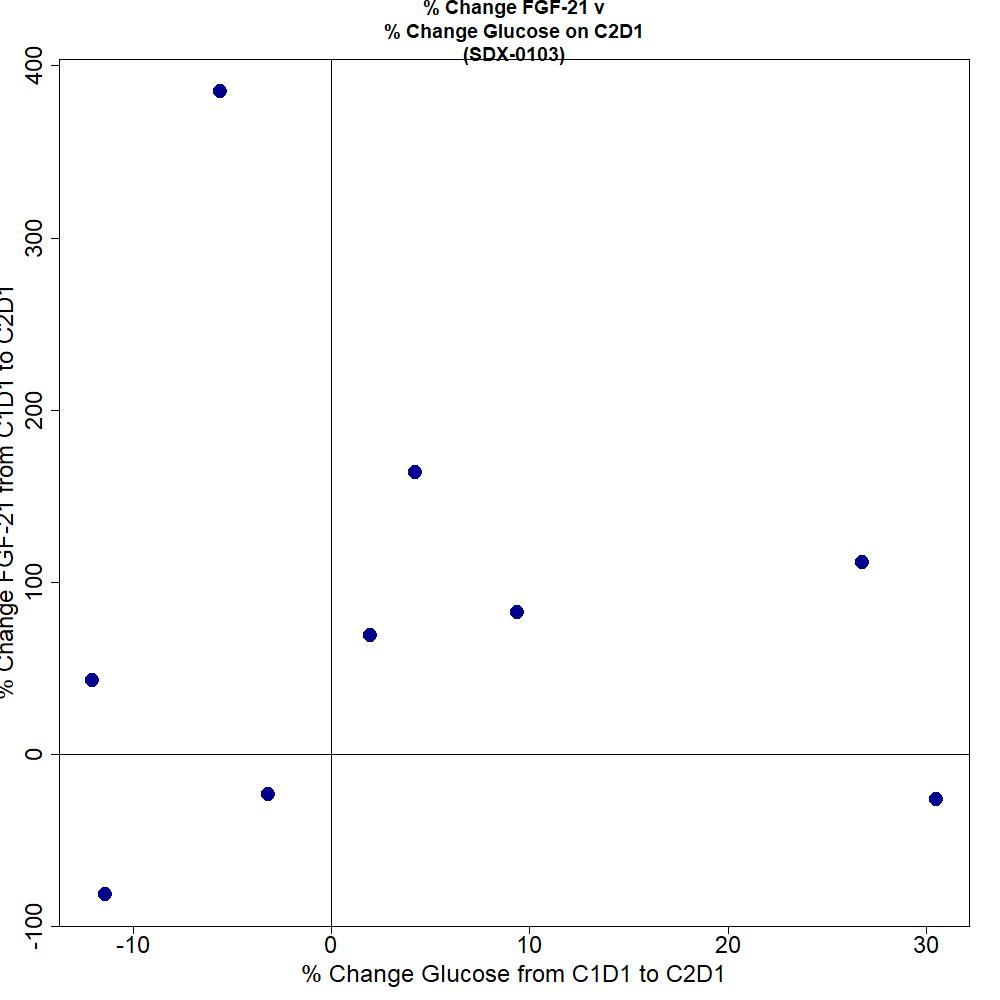 % Change FGF-21 v
% Change Glucose on C2D1
(SDX-0103)
400
300
200
100
0
-100
% Change FGF-21 from C1D1 to C2D1
-10
0
10
20
30
% Change Glucose from C1D1 to C2D1